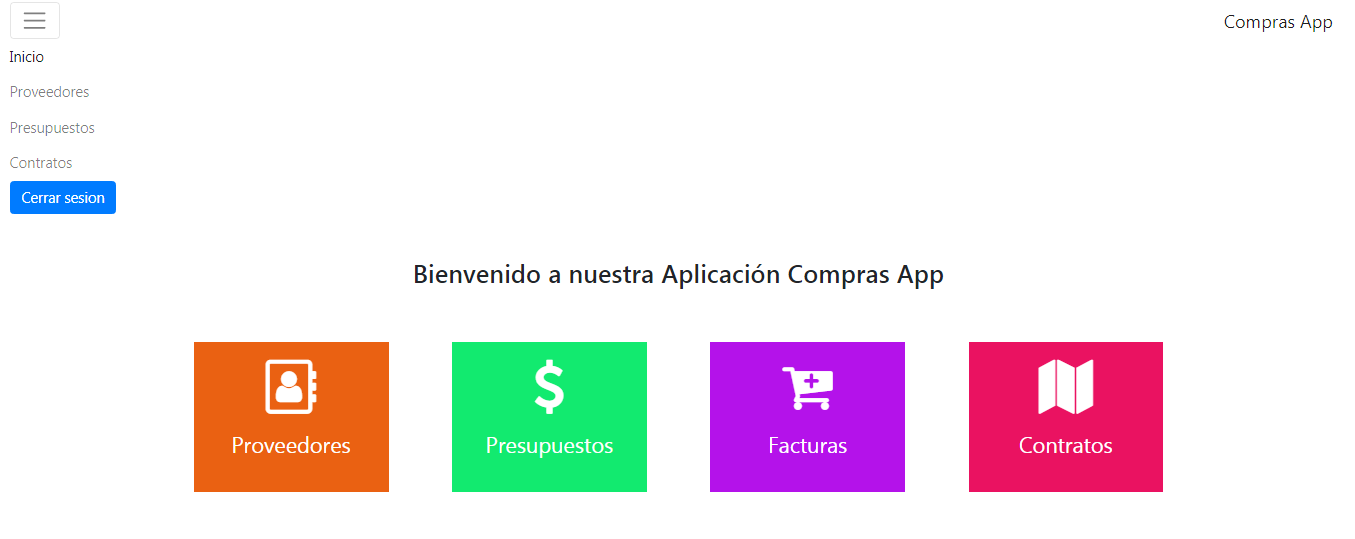 Compras App
Inicio
Proveedores
Presupuestos
Contratos
Cerrar sesion
Bienvenido a nuestra Aplicación Compras App
Proveedores
Presupuestos
Facturas
Contratos